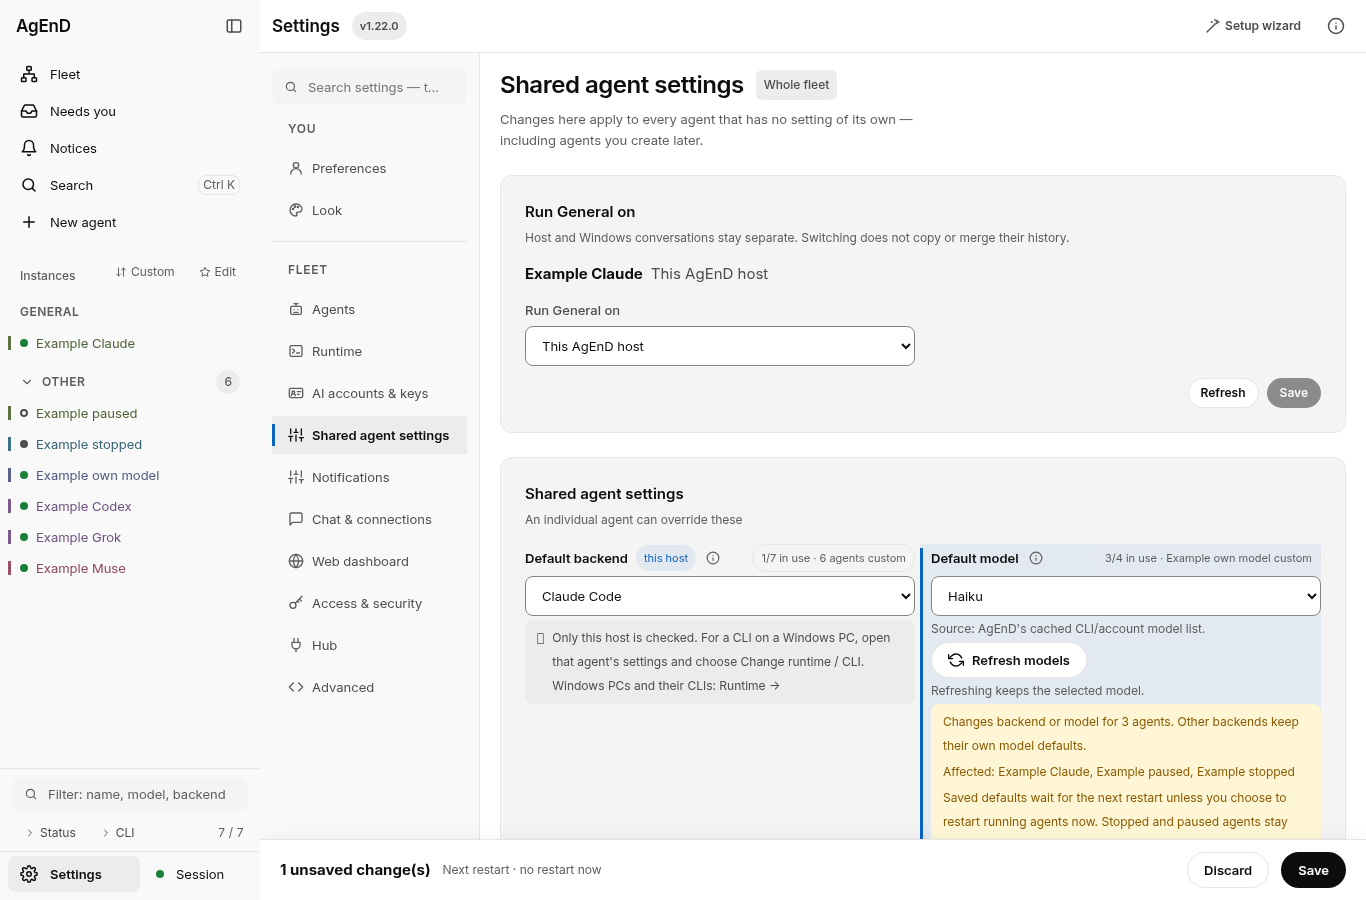 AgEnD
Fleet
Needs you
Notices
Search
Ctrl K
New agent
Instances
Custom
Edit
GENERAL
Example Claude
OTHER
6
Example paused
Example stopped
Example own model
Example Codex
Example Grok
Example Muse
Filter: name, model, backend
Status
CLI
7 / 7
Settings
Session
Settings
v1.22.0
Setup wizard
Search settings — t...
YOU
Preferences
Look
FLEET
Agents
Runtime
AI accounts & keys
Shared agent settings
Notifications
Chat & connections
Web dashboard
Access & security
Hub
Advanced
Shared agent settings
Whole fleet
Changes here apply to every agent that has no setting of its own —
including agents you create later.
Run General on
Host and Windows conversations stay separate. Switching does not copy or merge their history.
Example Claude This AgEnD host
Run General on
This AgEnD host
Refresh
Save
Shared agent settings
An individual agent can override these
Default backend
this host
1/7 in use · 6 agents custom
Claude Code
Only this host is checked. For a CLI on a Windows PC, open
that agent's settings and choose Change runtime / CLI.
Windows PCs and their CLIs: Runtime →
Default model
3/4 in use · Example own model custom
Haiku
Source: AgEnD's cached CLI/account model list.
Refresh models
Refreshing keeps the selected model.
Changes backend or model for 3 agents. Other backends keep
their own model defaults.
Affected: Example Claude, Example paused, Example stopped
Saved defaults wait for the next restart unless you choose to
restart running agents now. Stopped and paused agents stay
1 unsaved change(s)
Next restart · no restart now
Discard
Save